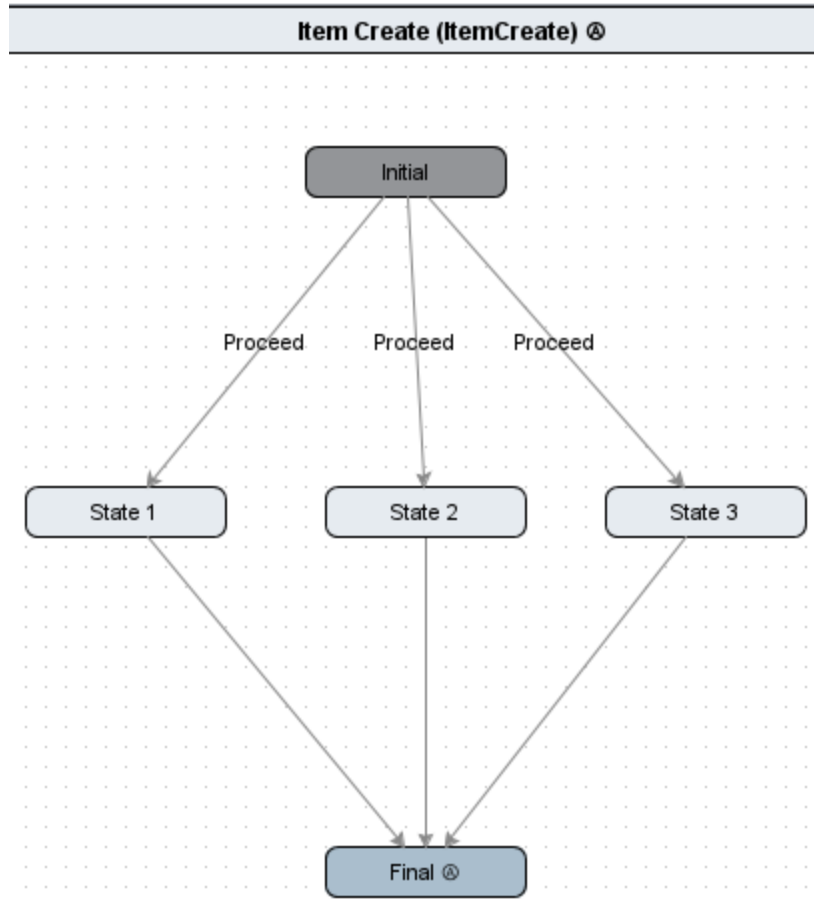 Item Create (ItemCreate) Ⓐ
Initial
Proceed Proceed Proceed
State 1 State 2 State 3
Final Ⓐ